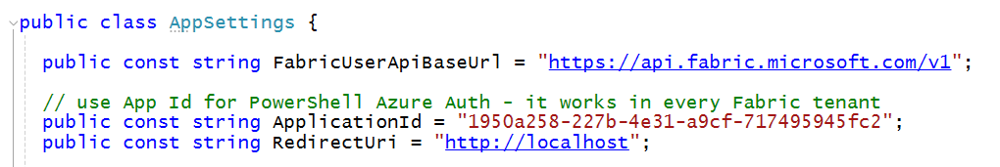 public class AppSettings {
public const string FabricUserApiBaseUrl = "https://api.fabric.microsoft.com/v1";
// use App Id for PowerShell Azure Auth - it works in every Fabric tenant
public const string ApplicationId = "1950a258-227b-4e31-a9cf-717495945fc2";
public const string RedirectUri = "http://localhost";